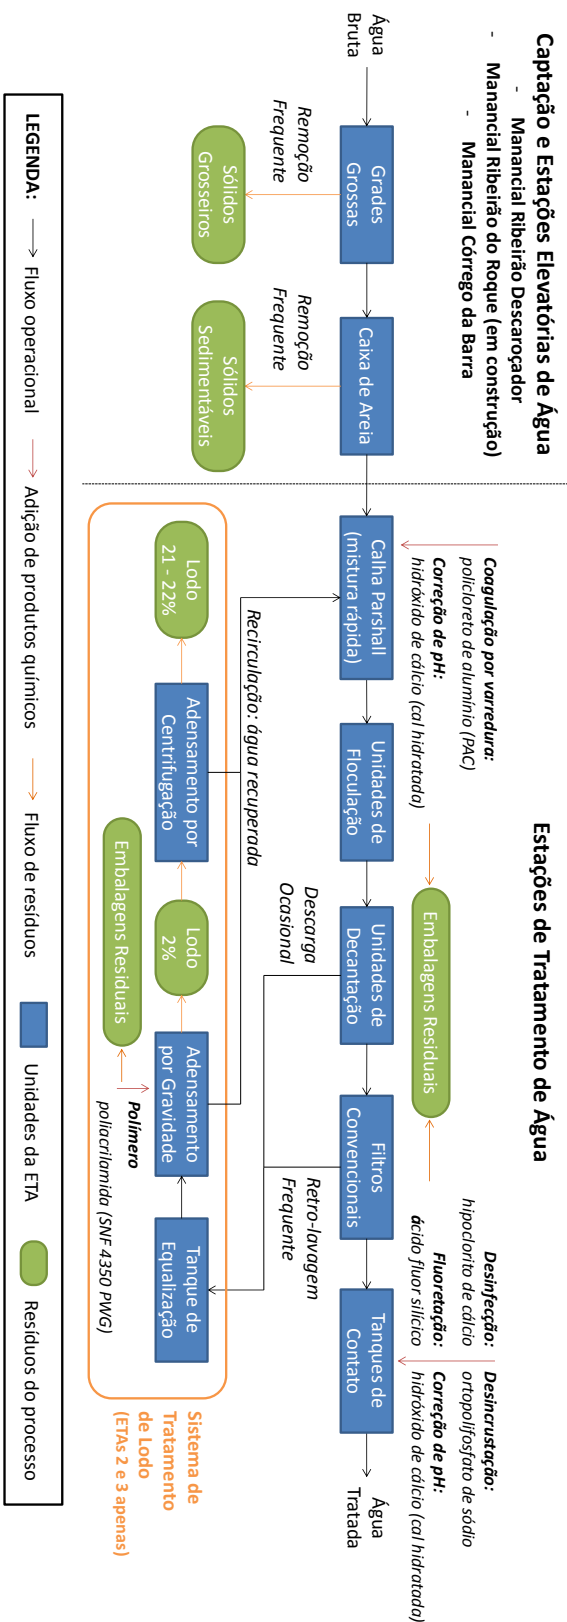 Captação e Estações Elevatórias de Água
- Manancial Ribeirão Descaroçador
- Manancial Ribeirão do Roque (em construção)
- Manancial Córrego da Barra
Estações de Tratamento de Água
Coagulação por varredura:
policloreto de alumínio (PAC)
Correção de pH:
hidróxido de cálcio (cal hidratada)
Embalagens Residuais
Desinfecção:
hipoclorito de cálcio
Fluoretação:
ácido fluor silícico
Desincrustação:
ortopolifosfato de sódio
Correção de pH:
hidróxido de cálcio (cal hidratada)
Água
Bruta
Grades
Grossas
Caixa de Areia
Calha Parshall
(mistura rápida)
Unidades de
Floculação
Unidades de
Decantação
Filtros
Convencionais
Tanques de
Contato
Água
Tratada
Remoção
Frequente
Remoção
Frequente
Descarga
Ocasional
Retro-lavagem
Frequente
Sólidos
Grosseiros
Sólidos
Sedimentáveis
Recirculação: água recuperada
Lodo
21 - 22%
Adensamento por
Centrifugação
Lodo
2%
Adensamento
por Gravidade
Tanque de
Equalização
Embalagens Residuais
Polímero
poliacrilamida (SNF 4350 PWG)
Sistema de
Tratamento
de Lodo
(ETAs 2 e 3 apenas)
LEGENDA:
Fluxo operacional
Adição de produtos químicos
Fluxo de resíduos
Unidades da ETA
Resíduos do processo